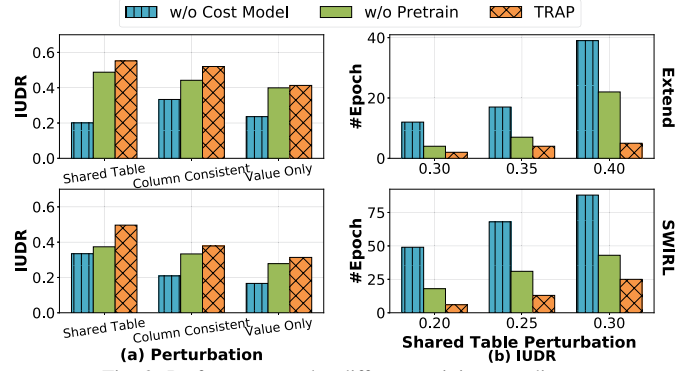 w/o Cost Model w/o Pretrain TRAP
IUDR
0.6
0.4
0.2
0.0
Shared Table Column Consistent Value Only
#Epoch
40
20
0
0.30 0.35 0.40
Extend
IUDR
0.6
0.4
0.2
0.0
Shared Table Column Consistent Value Only
(a) Perturbation
#Epoch
75
50
25
0
0.20 0.25 0.30
SWIRL
Shared Table Perturbation
(b) IUDR